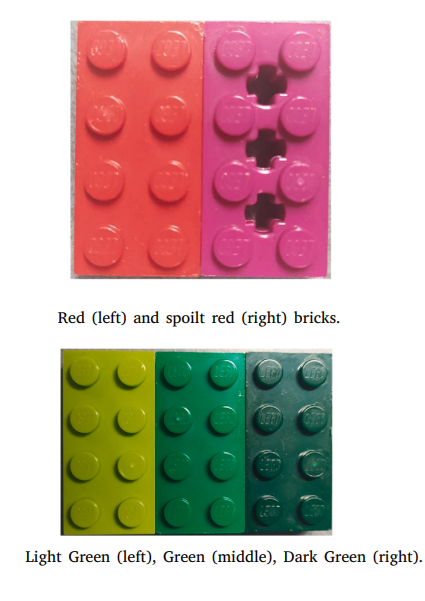 Red (left) and spoilt red (right) bricks.
Light Green (left), Green (middle), Dark Green (right).